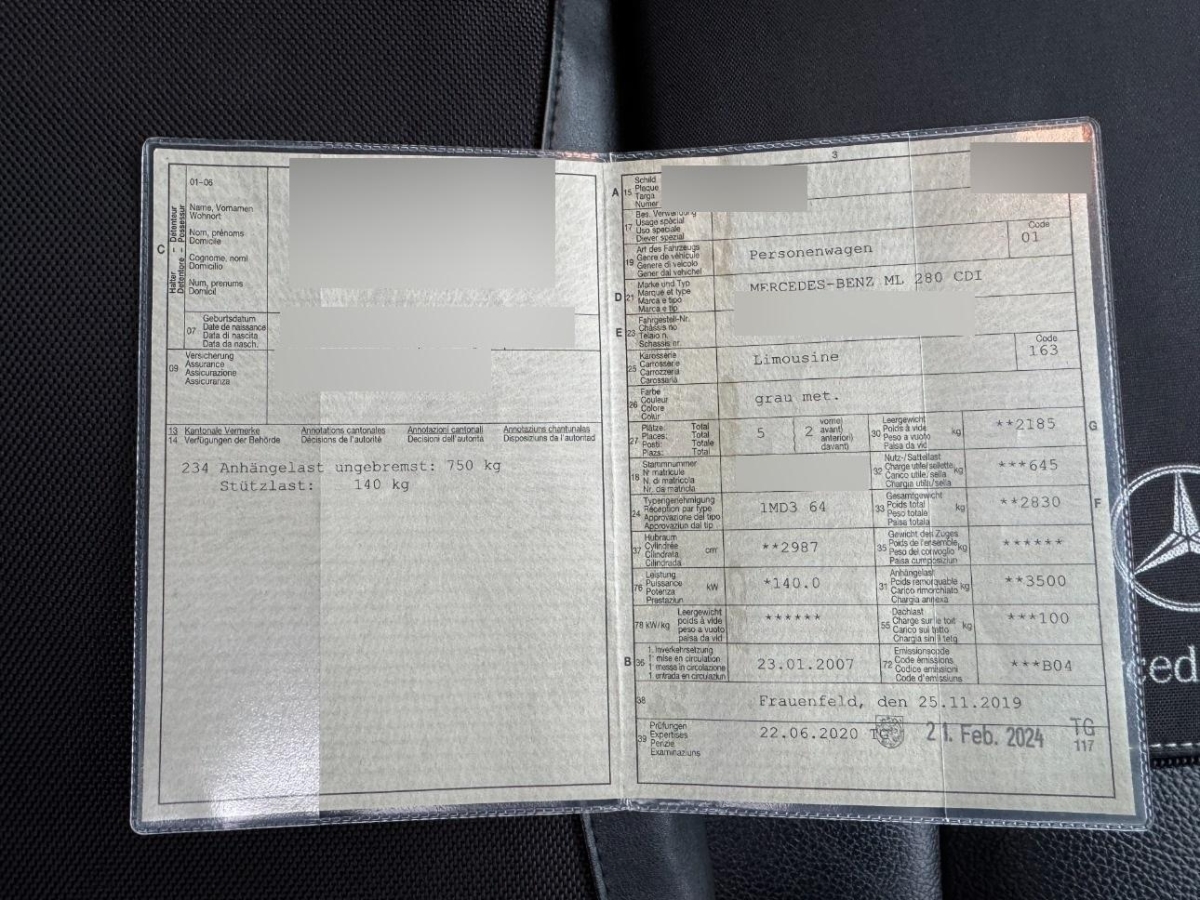 01-06
Name, Vornamen
Wohnort
Nom, prénoms
Domicile
Cognome, nomi
Domicilio
Num, prenums
Domicil
C
Halter – Detenteur
Detentore – Possessur
07
Geburtsdatum
Date de naissance
Data di nascita
Data da nasch.
09
Versicherung
Assurance
Assicurazione
Assicuranza
13 Kantonale Vermerke Annotations cantonales Annotazioni cantonali Annotaziuns chantunalas
14 Verfügungen der Behörde Décisions de l'autorité Decisioni dell'autorità Disposiziuns da l'autoritad
234 Anhängelast ungebremst: 750 kg
Stützlast: 140 kg
3
A 15
Schild
Plaque
Targa
Numer
17
Bes. Verwendung
Usage spécial
Uso speciale
Diever spezial
19
Art des Fahrzeugs
Genre de véhicule
Genere di veicolo
Gener dal vehichel
Personenwagen
Code
01
D 21
Marke und Typ
Marque et type
Marca e tipo
Marca e tip
MERCEDES-BENZ ML 280 CDI
E 23
Fahrgestell-Nr.
Châssis no
Telaio n.
Schassis nr.
25
Karosserie
Carrosserie
Carrozzeria
Carossaria
Limousine
Code
163
26
Farbe
Couleur
Colore
Colur
grau met.
27
Plätze: Total
Places: Total
Posti: Totale
Plazs: Total
5
2
vorne)
avant)
anteriori)
davant)
30
Leergewicht
Poids à vide
Peso a vuoto
Paisa da vid
kg
**2185
G
18
Stammnummer
No matricule
N. di matricola
Nr. da matricla
32
Nutz-/Sattellast
Charge utile/sellette
Carico utile/sella
Chargia utila/sella
kg
***645
24
Typengenehmigung
Réception par type
Approvazione del tipo
Approvaziun dal tip
1MD3 64
33
Gesamtgewicht
Poids total
Peso totale
Paisa totala
kg
**2830
F
37
Hubraum
Cylindrée
Cilindrata
Cilindrada
cm³
**2987
35
Gewicht des Zuges
Poids de l'ensemble
Peso del convoglio
Paisa cumposiziun
kg
******
76
Leistung
Puissance
Potenza
Prestaziun
kW
*140.0
31
Anhängelast
Poids remorquable
Carico rimorchiato
Chargia annexa
kg
**3500
78 kW/kg
Leergewicht
poids à vide
peso a vuoto
paisa da vid
******
55
Dachlast
Charge sur le toit
Carico sul tetto
Chargia sin il tetg
kg
***100
B 36
1. Inverkehrsetzung
1re mise en circulation
1a messa in circolazione
1. entrada en circulaziun
23.01.2007
72
Emissionscode
Code émissions
Codice emissioni
Code d'emissiuns
***B04
38
Frauenfeld, den 25.11.2019
39
Prüfungen
Expertises
Perizie
Examinaziuns
22.06.2020 TG
21. Feb. 2024
TG
117